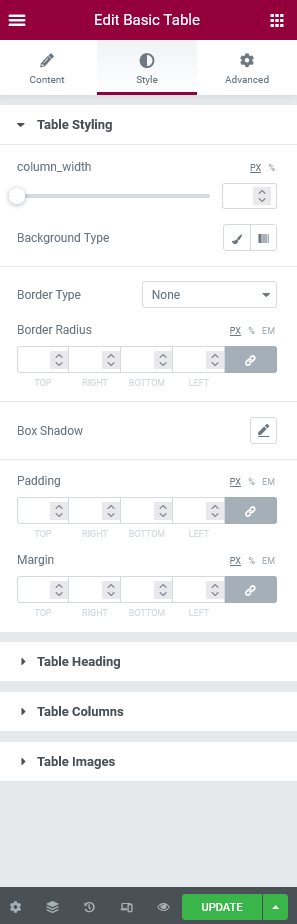 Edit Basic Table
Content Style Advanced
Table Styling
column_width PX %
Background Type
Border Type None
Border Radius PX % EM
TOP RIGHT BOTTOM LEFT
Box Shadow
Padding PX % EM
TOP RIGHT BOTTOM LEFT
Margin PX % EM
TOP RIGHT BOTTOM LEFT
Table Heading
Table Columns
Table Images
UPDATE